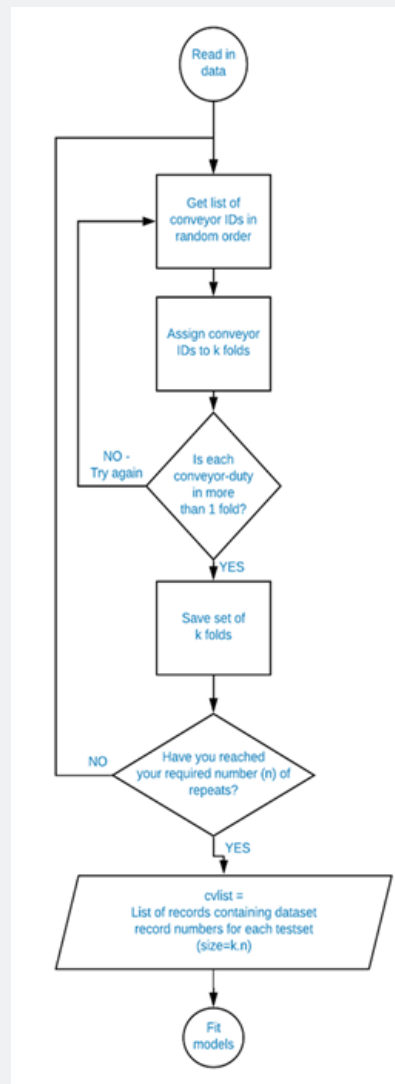 Read in
data
Get list of
conveyor IDs in
random order
Assign conveyor
IDs to k folds
NO -
Try again
Is each
conveyor-duty
in more
than 1 fold?
YES
Save set of
k folds
NO
Have you reached
your required number (n) of
repeats?
YES
cvlist =
List of records containing dataset
record numbers for each testset
(size=k.n)
Fit
models